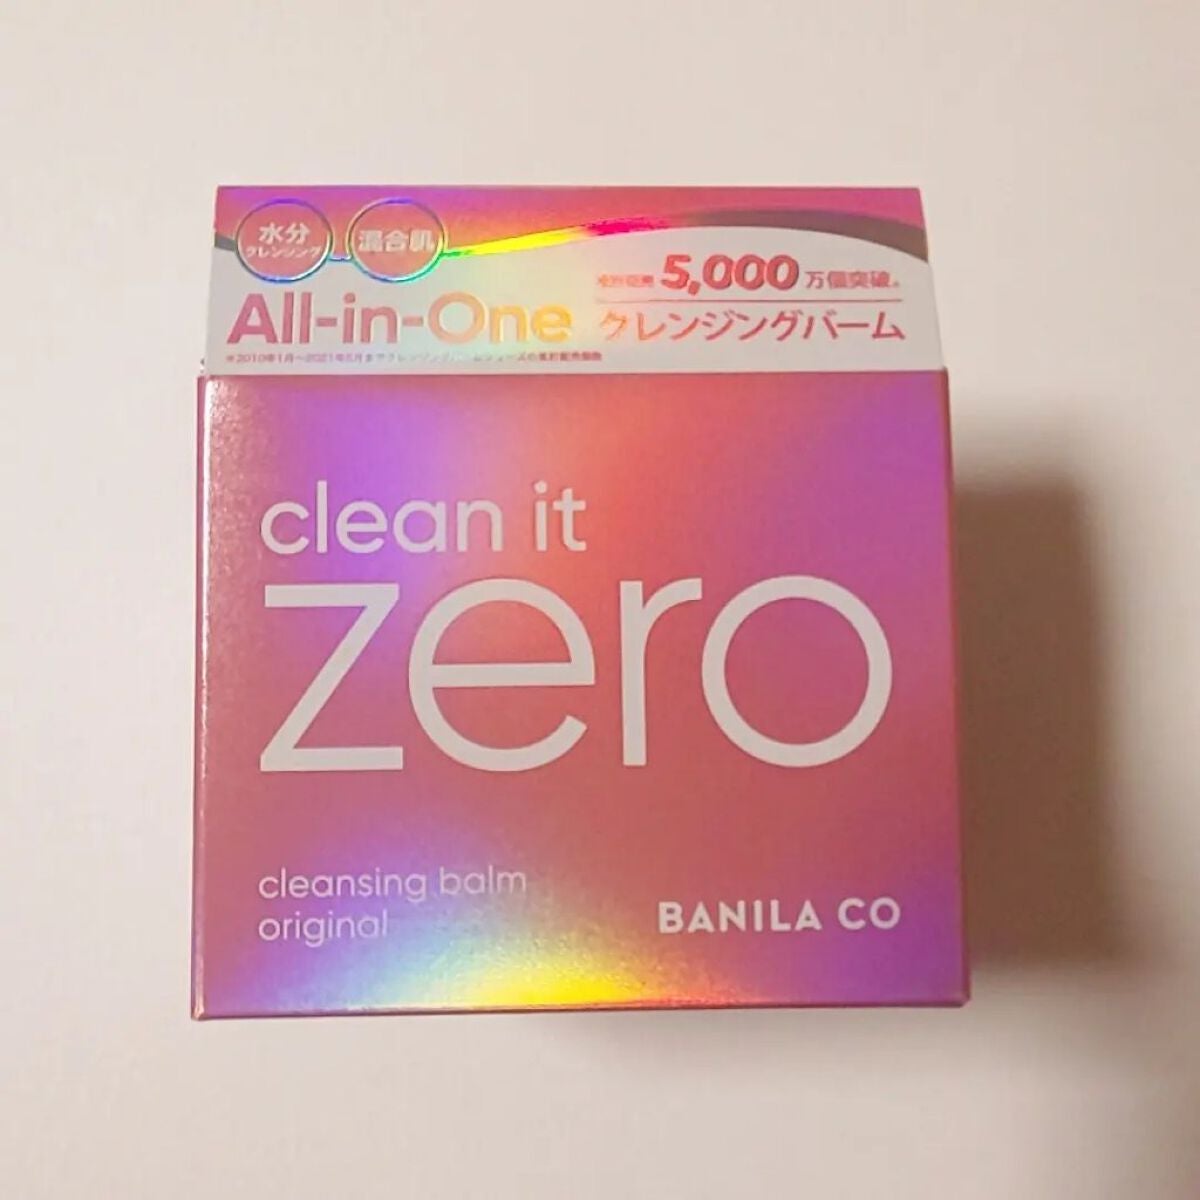 水分
クレンジング
混合肌
All-in-One
5,000万個突破
クレンジングバーム
clean it
zero
cleansing balm
original
BANILA CO